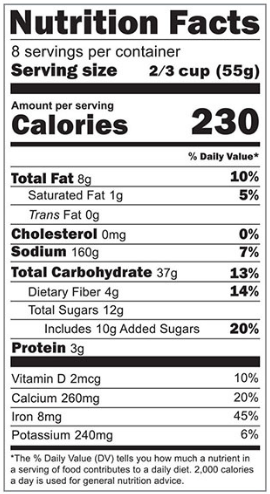 Nutrition Facts
8 servings per container
Serving size 2/3 cup (55g)
Amount per serving
Calories 230
% Daily Value*
Total Fat 8g 10%
Saturated Fat 1g 5%
Trans Fat 0g
Cholesterol 0mg 0%
Sodium 160g 7%
Total Carbohydrate 37g 13%
Dietary Fiber 4g 14%
Total Sugars 12g
Includes 10g Added Sugars 20%
Protein 3g
Vitamin D 2mcg 10%
Calcium 260mg 20%
Iron 8mg 45%
Potassium 240mg 6%
*The % Daily Value (DV) tells you how much a nutrient in
a serving of food contributes to a daily diet. 2,000 calories
a day is used for general nutrition advice.